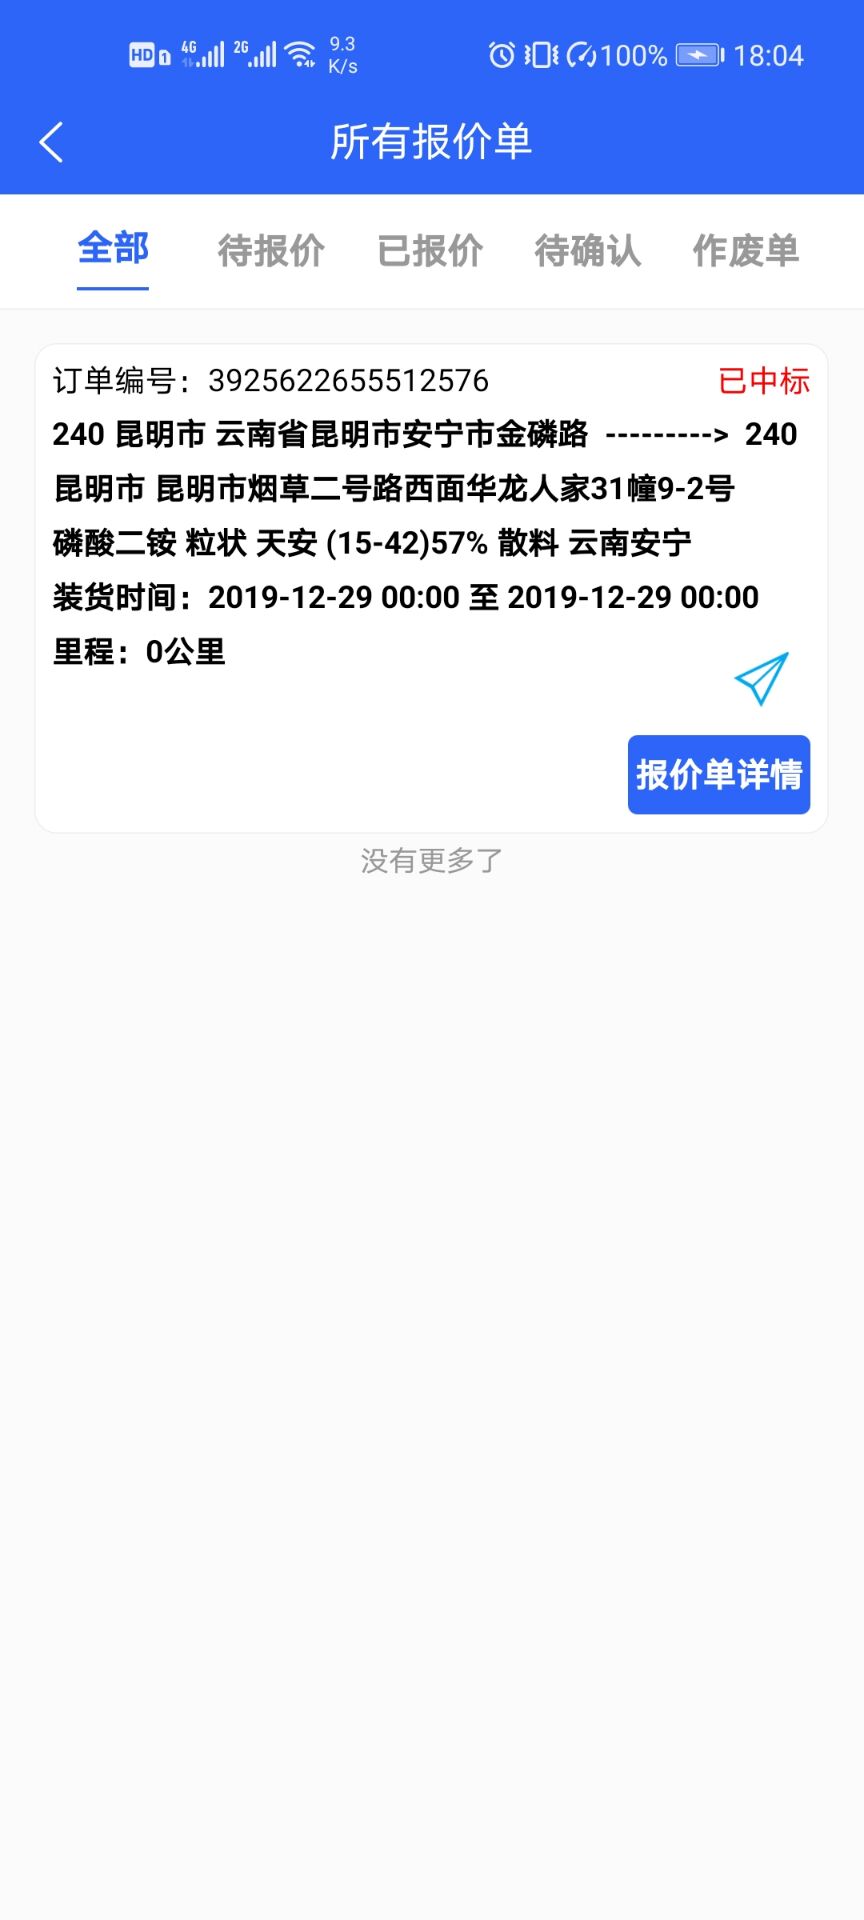 HD 1 4G 2G 9.3 K/s 100% 18:04
所有报价单
全部 待报价 已报价 待确认 作废单
订单编号：3925622655512576 已中标
240 昆明市 云南省昆明市安宁市金磷路 ---------> 240
昆明市 昆明市烟草二号路西面华龙人家31幢9-2号
磷酸二铵 粒状 天安 (15-42)57% 散料 云南安宁
装货时间：2019-12-29 00:00 至 2019-12-29 00:00
里程：0公里
报价单详情
没有更多了